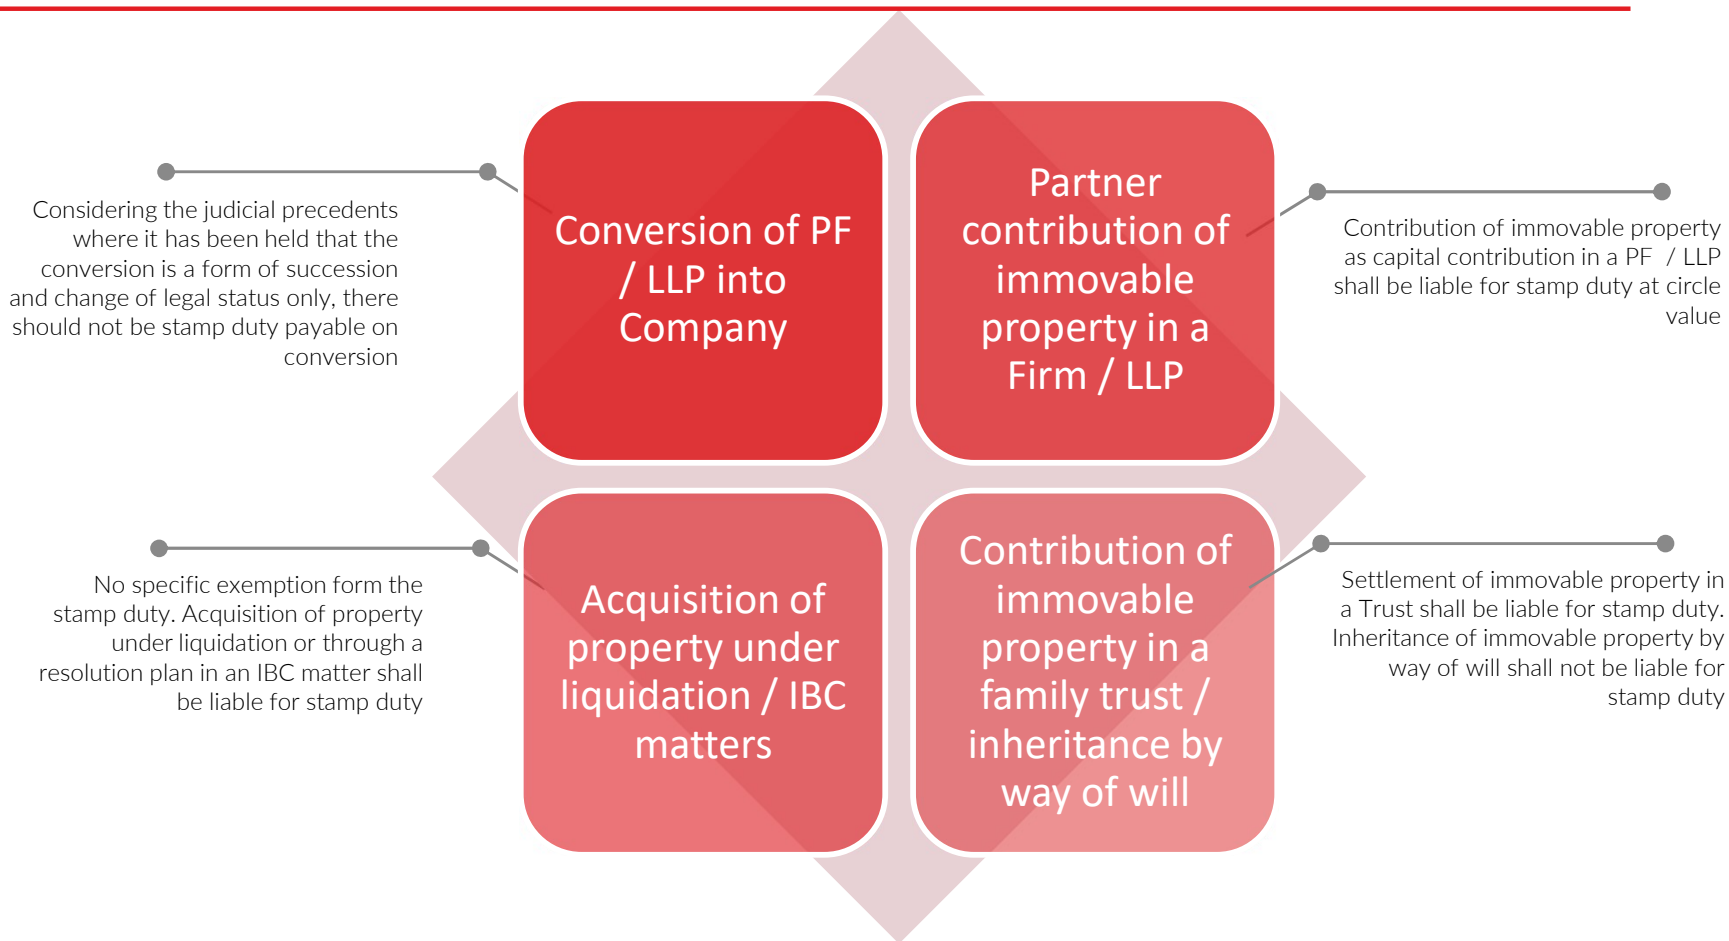 Considering the judicial precedents
where it has been held that the
conversion is a form of succession
and change of legal status only, there
should not be stamp duty payable on
conversion
Conversion of PF
/ LLP into
Company
Partner
contribution of
immovable
property in a
Firm / LLP
Contribution of immovable property
as capital contribution in a PF / LLP
shall be liable for stamp duty at circle
value
No specific exemption form the
stamp duty. Acquisition of property
under liquidation or through a
resolution plan in an IBC matter shall
be liable for stamp duty
Acquisition of
property under
liquidation / IBC
matters
Contribution of
immovable
property in a
family trust /
inheritance by
way of will
Settlement of immovable property in
a Trust shall be liable for stamp duty.
Inheritance of immovable property by
way of will shall not be liable for
stamp duty